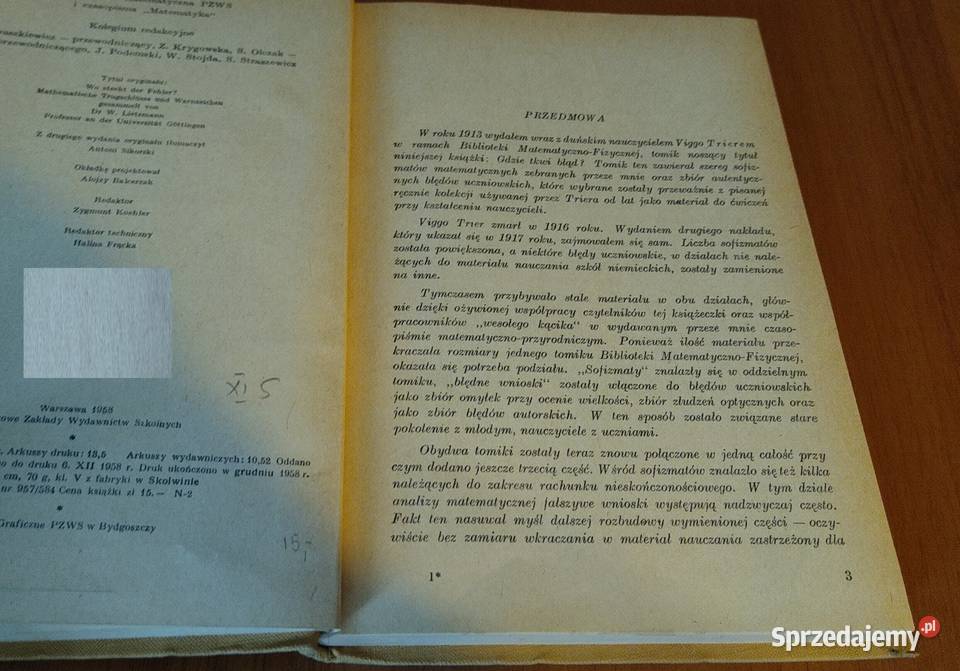 matematyczna PZWS
i czasopisma „Matematyka"
Kolegium redakcyjne
raszkiewicz — przewodniczący, Z. Krygowska, S. Olczak —
przewodniczącego, J. Podemski, W. Stojda, S. Straszewicz
Tytuł oryginału:
Wo steckt der Fehler?
Mathematische Trugschlüsse und Warnzeichen
gesammelt von
Dr W. Lietzmann
Professor an der Universität Göttingen
Z drugiego wydania oryginału tłumaczył
Antoni Sikorski
Okładkę projektował
Alojzy Balcerzak
Redaktor
Zygmunt Koehler
Redaktor techniczny
Halina Frącka
XI 5
Warszawa 1958
owe Zakłady Wydawnictw Szkolnych
*
. Arkuszy druku: 13,5 Arkuszy wydawniczych: 10,52 Oddano
o do druku 6. XII 1958 r. Druk ukończono w grudniu 1958 r.
cm, 70 g, kl. V z fabryki w Skolwinie
nr 957/584 Cena książki zł 15.— N-2
*
Graficzne PZWS w Bydgoszczy
15,-
PRZEDMOWA
W roku 1913 wydałem wraz z duńskim nauczycielem Viggo Trierem
w ramach Biblioteki Matematyczno-Fizycznej, tomik noszący tytuł
niniejszej książki: Gdzie tkwi błąd? Tomik ten zawierał szereg sofiz-
matów matematycznych zebranych przeze mnie oraz zbiór autentycz-
nych błędów uczniowskich, które wybrane zostały przeważnie z pisanej
ręcznie kolekcji używanej przez Triera od lat jako materiał do ćwiczeń
przy kształceniu nauczycieli.
Viggo Trier zmarł w 1916 roku. Wydaniem drugiego nakładu,
który ukazał się w 1917 roku, zajmowałem się sam. Liczba sofizmatów
została powiększona, a niektóre błędy uczniowskie, w działach nie nale-
żących do materiału nauczania szkół niemieckich, zostały zamienione
na inne.
Tymczasem przybywało stale materiału w obu działach, głów-
nie dzięki ożywionej współpracy czytelników tej książeczki oraz współ-
pracowników „wesołego kącika" w wydawanym przeze mnie czaso-
piśmie matematyczno-przyrodniczym. Ponieważ ilość materiału prze-
kraczała rozmiary jednego tomiku Biblioteki Matematyczno-Fizycznej,
okazała się potrzeba podziału. „Sofizmaty" znalazły się w oddzielnym
tomiku, „błędne wnioski" zostały włączone do błędów uczniowskich
jako zbiór omyłek przy ocenie wielkości, zbiór złudzeń optycznych oraz
jako zbiór błędów autorskich. W ten sposób zostało związane stare
pokolenie z młodym, nauczyciele z uczniami.
Obydwa tomiki zostały teraz znowu połączone w jedną całość przy
czym dodano jeszcze trzecią część. Wśród sofizmatów znalazło się też kilka
należących do zakresu rachunku nieskończonościowego. W tym dziale
analizy matematycznej fałszywe wnioski występują nadzwyczaj często.
Fakt ten nasuwał myśl dalszej rozbudowy wymienionej części — oczy-
wiście bez zamiaru wkraczania w materiał nauczania zastrzeżony dla
1*
3
Sprzedajemy.pl